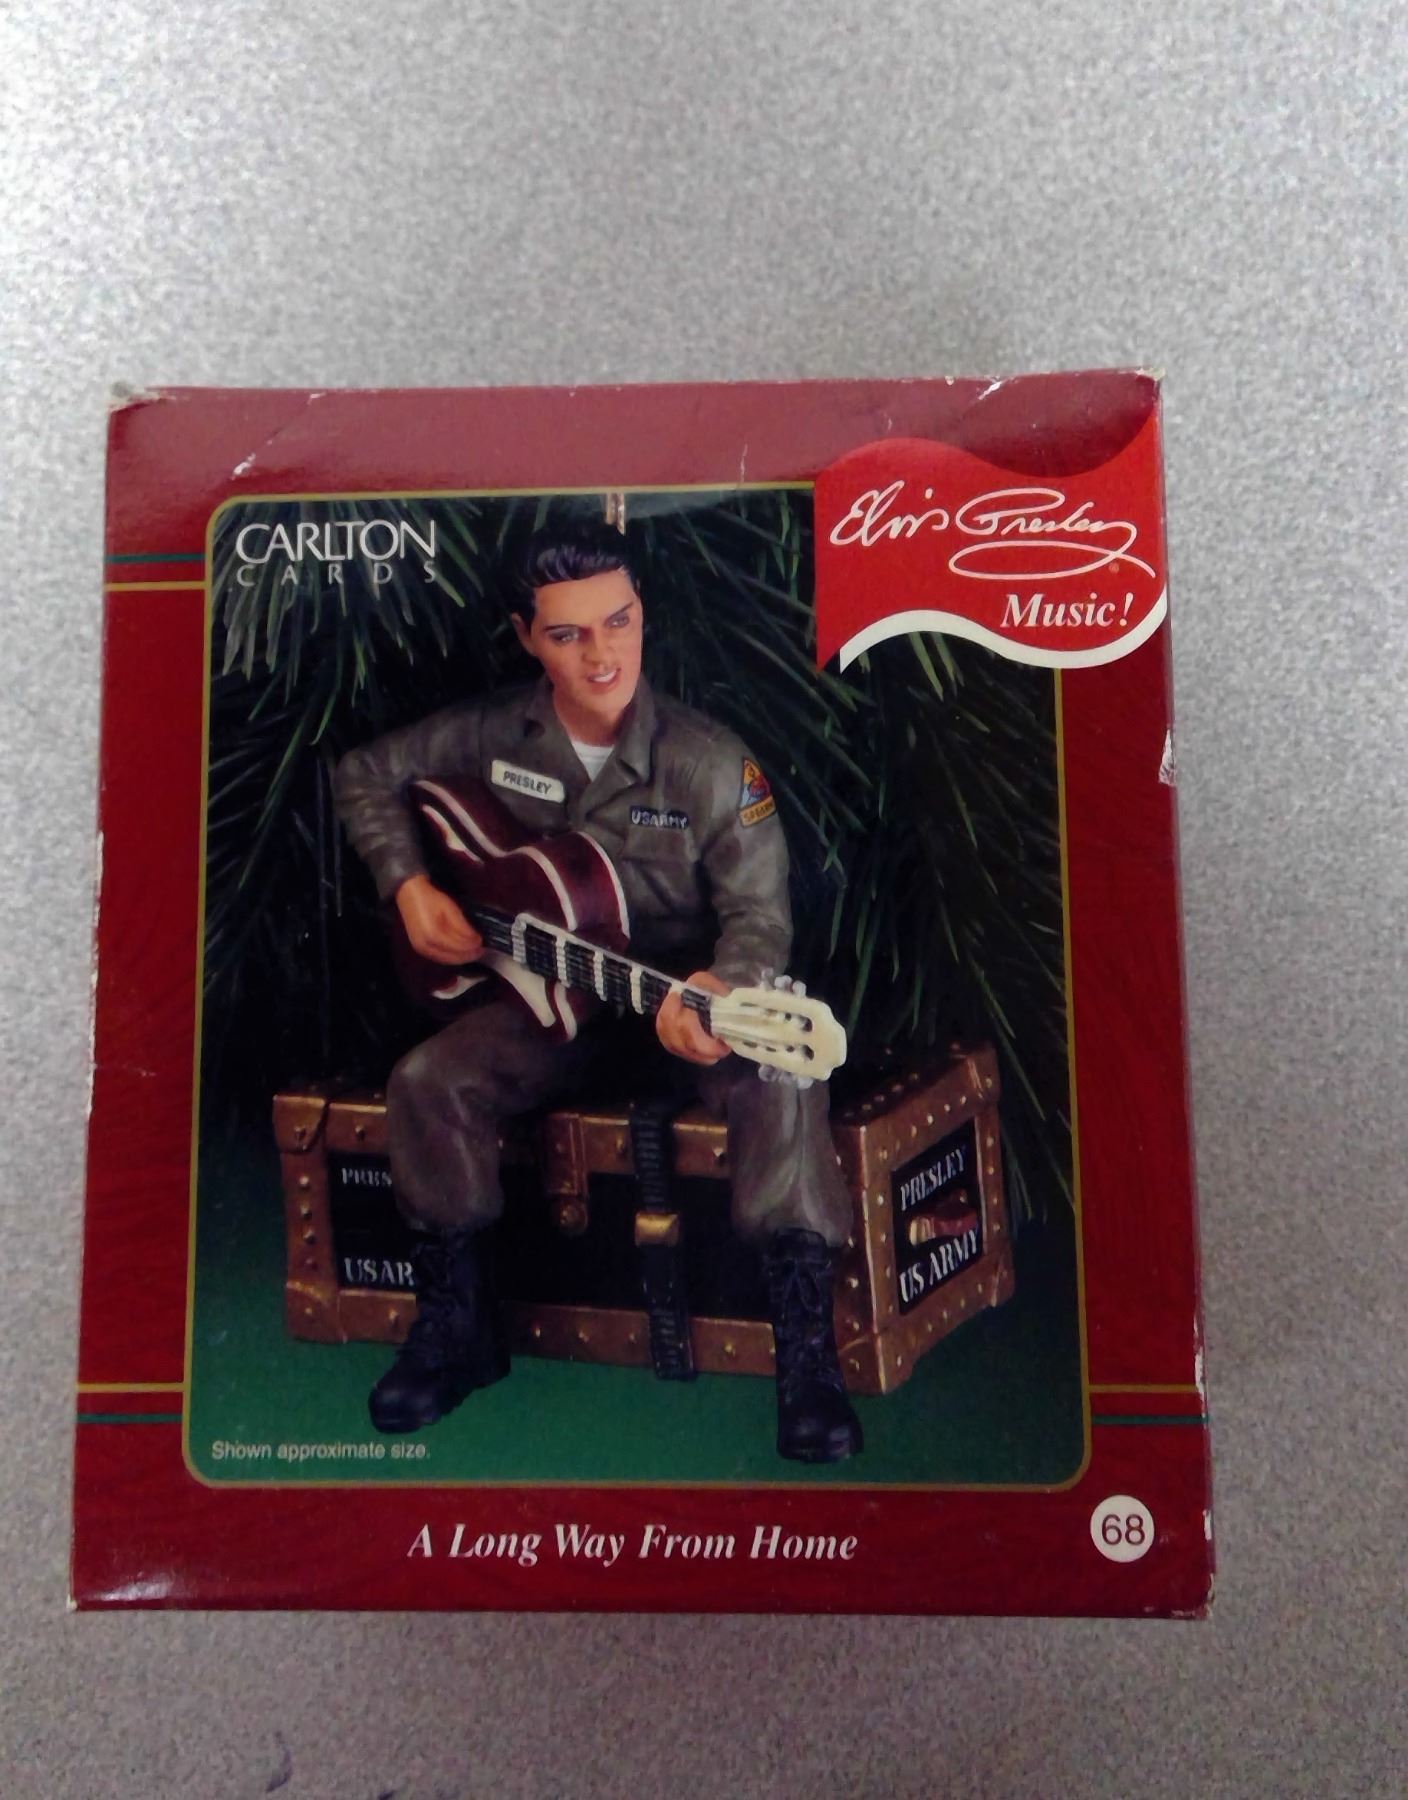 CARLTON
CARDS
Elvis Presley
®
Music!
PRESLEY
US ARMY
PRES
USAR
PRESLEY
US ARMY
Shown approximate size.
A Long Way From Home
68